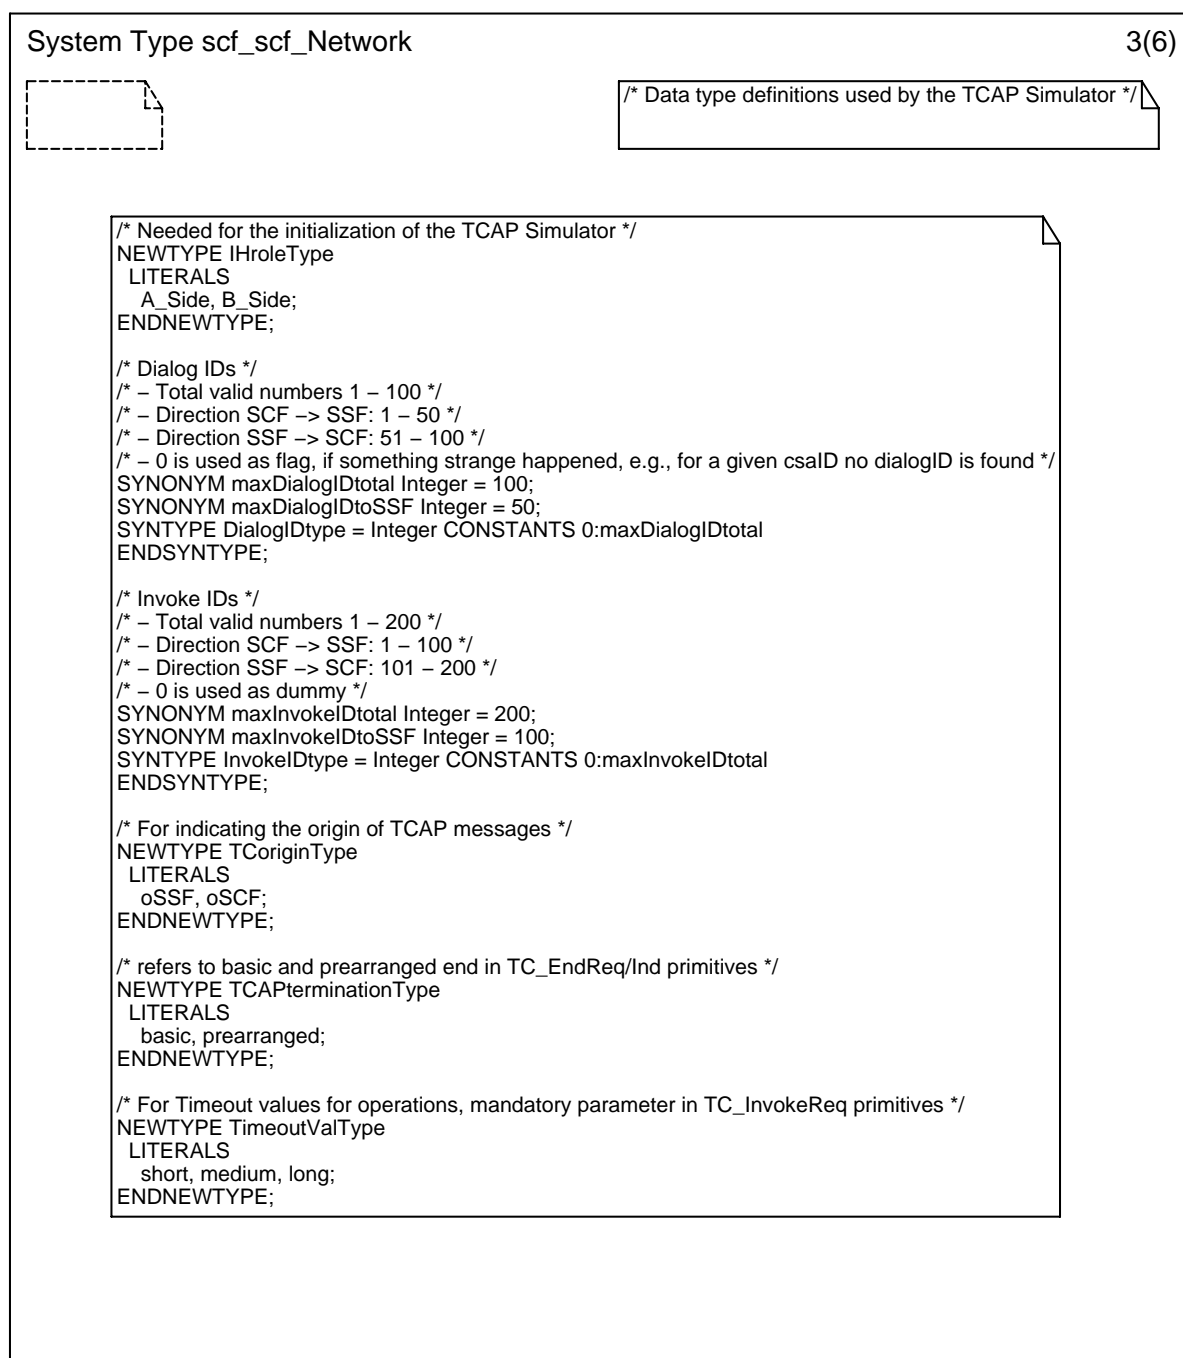 System Type scf_scf_Network
3(6)
/* Data type definitions used by the TCAP Simulator */
/* Needed for the initialization of the TCAP Simulator */
NEWTYPE IHroleType
LITERALS
A_Side, B_Side;
ENDNEWTYPE;
/* Dialog IDs */
/* − Total valid numbers 1 − 100 */
/* − Direction SCF −> SSF: 1 − 50 */
/* − Direction SSF −> SCF: 51 − 100 */
/* − 0 is used as flag, if something strange happened, e.g., for a given csaID no dialogID is found */
SYNONYM maxDialogIDtotal Integer = 100;
SYNONYM maxDialogIDtoSSF Integer = 50;
SYNTYPE DialogIDtype = Integer CONSTANTS 0:maxDialogIDtotal
ENDSYNTYPE;
/* Invoke IDs */
/* − Total valid numbers 1 − 200 */
/* − Direction SCF −> SSF: 1 − 100 */
/* − Direction SSF −> SCF: 101 − 200 */
/* − 0 is used as dummy */
SYNONYM maxInvokeIDtotal Integer = 200;
SYNONYM maxInvokeIDtoSSF Integer = 100;
SYNTYPE InvokeIDtype = Integer CONSTANTS 0:maxInvokeIDtotal
ENDSYNTYPE;
/* For indicating the origin of TCAP messages */
NEWTYPE TCoriginType
LITERALS
oSSF, oSCF;
ENDNEWTYPE;
/* refers to basic and prearranged end in TC_EndReq/Ind primitives */
NEWTYPE TCAPterminationType
LITERALS
basic, prearranged;
ENDNEWTYPE;
/* For Timeout values for operations, mandatory parameter in TC_InvokeReq primitives */
NEWTYPE TimeoutValType
LITERALS
short, medium, long;
ENDNEWTYPE;